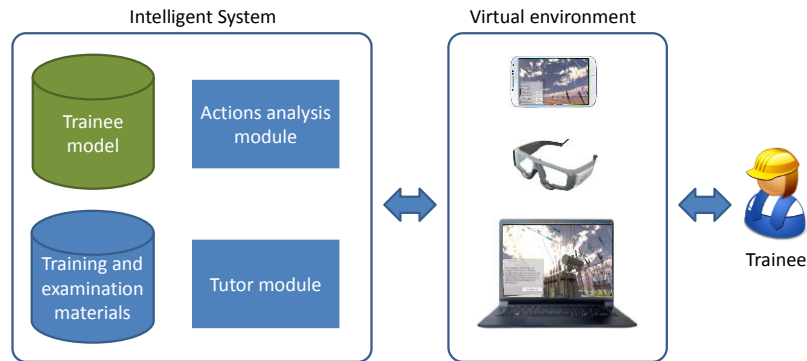 Intelligent System
Virtual environment
Trainee
model
Actions analysis
module
Training and
examination
materials
Tutor module
Trainee